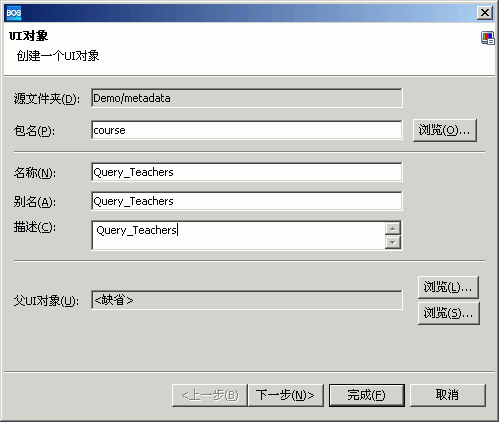 BOS
UI对象
创建一个UI对象
源文件夹(D): Demo/metadata
包名(P): course 浏览(O)...
名称(N): Query_Teachers
别名(A): Query_Teachers
描述(C): Query_Teachers
父UI对象(U): <缺省> 浏览(L)...
浏览(S)...
<上一步(B) 下一步(N)> 完成(F) 取消